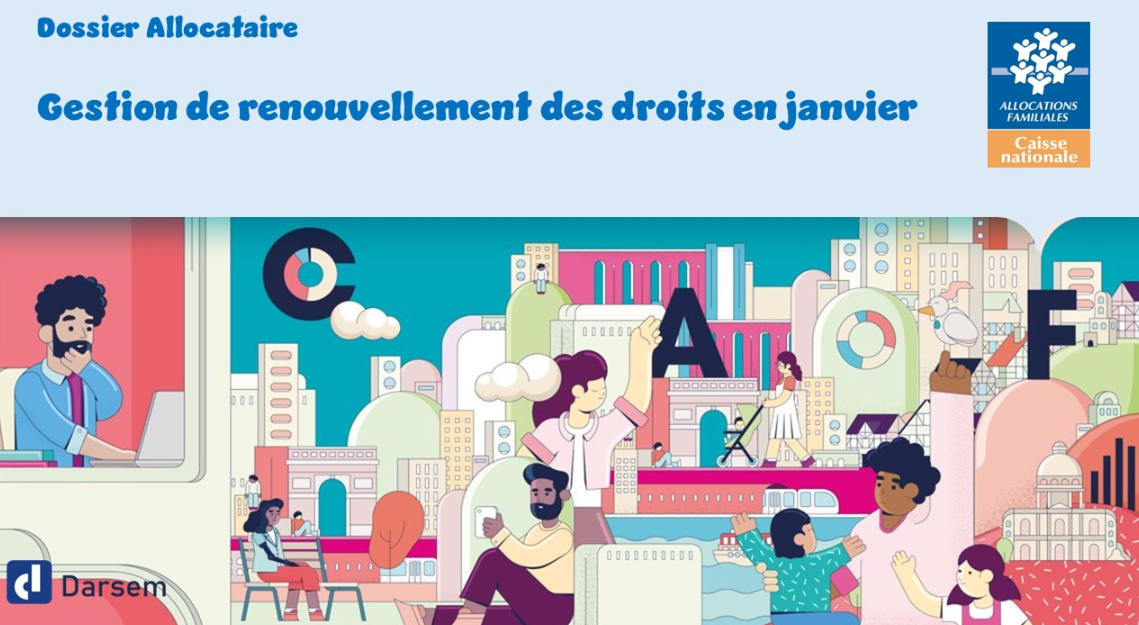 Dossier Allocataire
Gestion de renouvellement des droits en janvier
ALLOCATIONS
FAMILIALES
Caisse
nationale
C A F
d Darsem